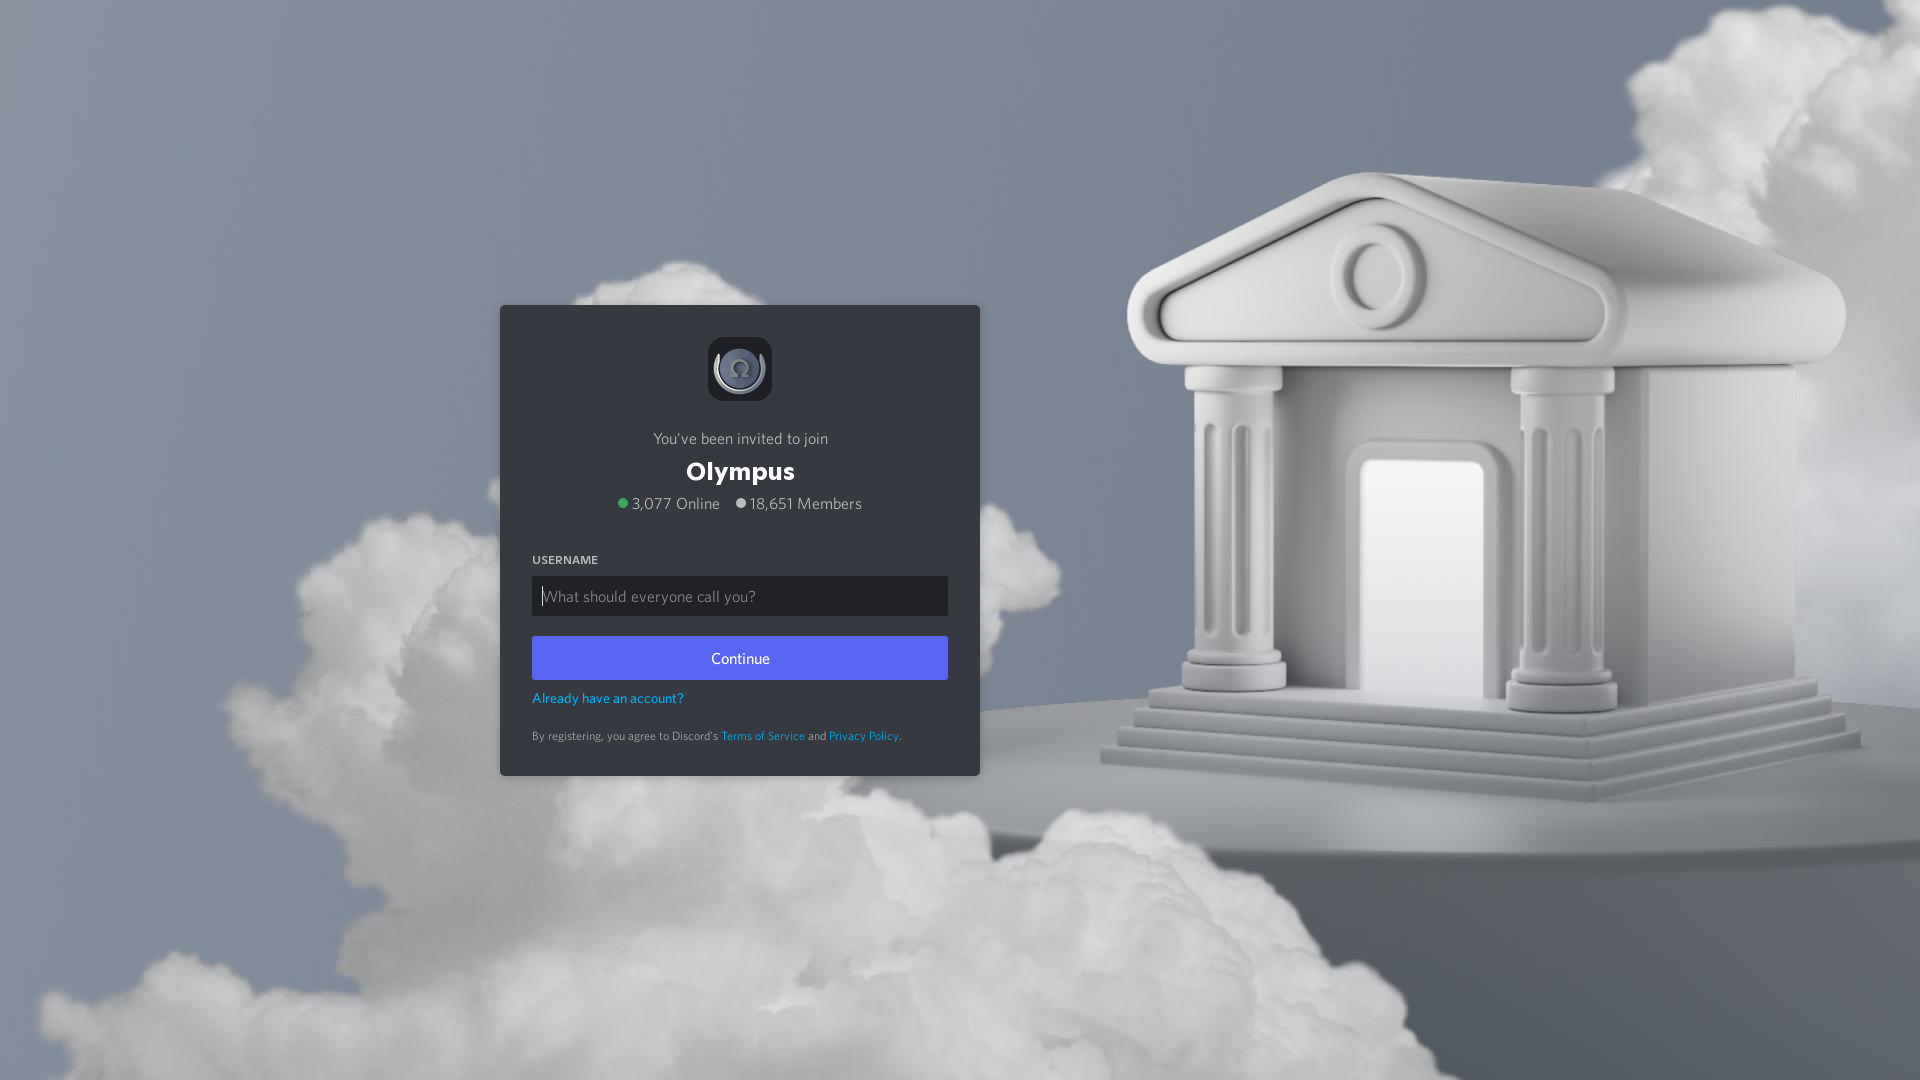 Ω
You've been invited to join
Olympus
3,077 Online 18,651 Members
USERNAME
What should everyone call you?
Continue
Already have an account?
By registering, you agree to Discord's Terms of Service and Privacy Policy.